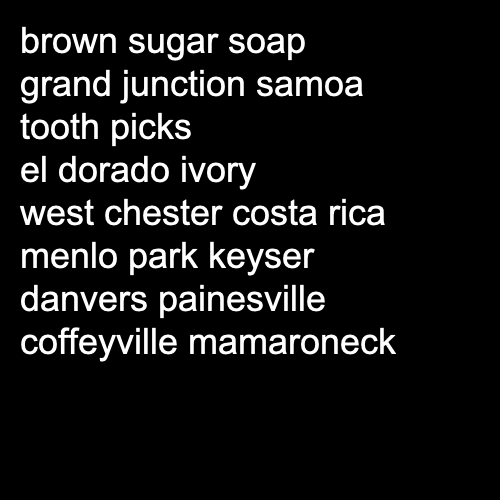 brown sugar soap
grand junction samoa
tooth picks
el dorado ivory
west chester costa rica
menlo park keyser
danvers painesville
coffeyville mamaroneck